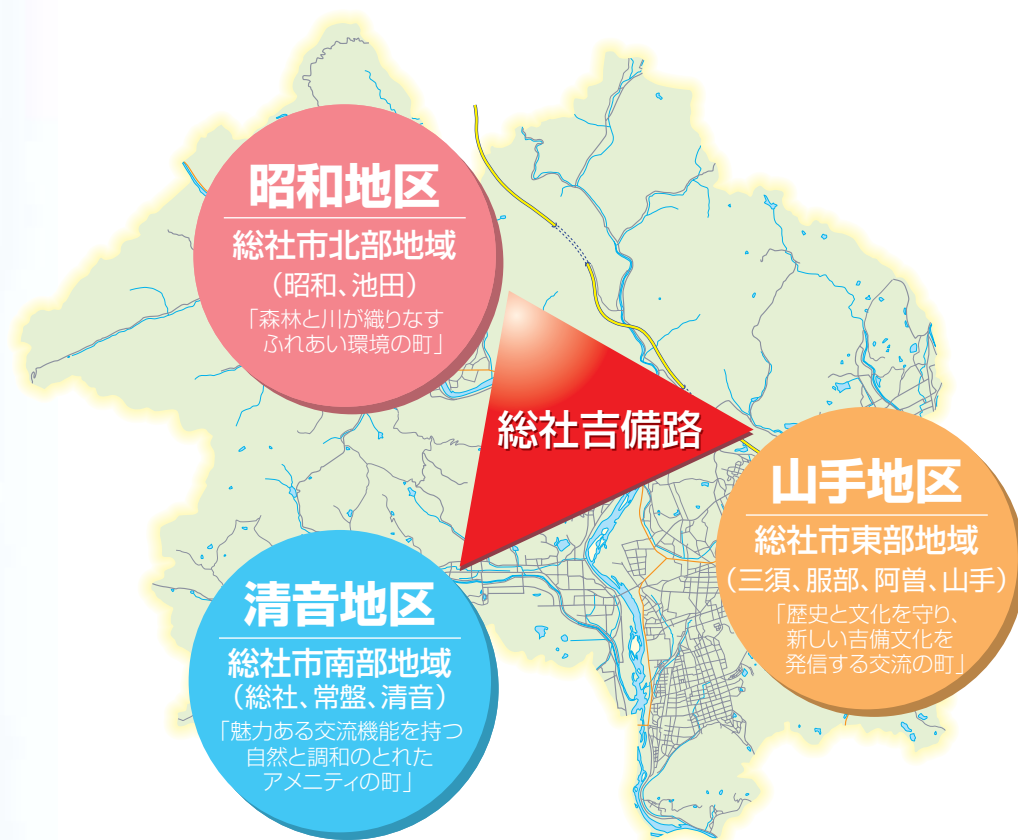 昭和地区
総社市北部地域
（昭和、池田）
「森林と川が織りなす
ふれあい環境の町」
総社吉備路
山手地区
総社市東部地域
（三須、服部、阿曽、山手）
「歴史と文化を守り、
新しい吉備文化を
発信する交流の町」
清音地区
総社市南部地域
（総社、常盤、清音）
「魅力ある交流機能を持つ
自然と調和のとれた
アメニティの町」